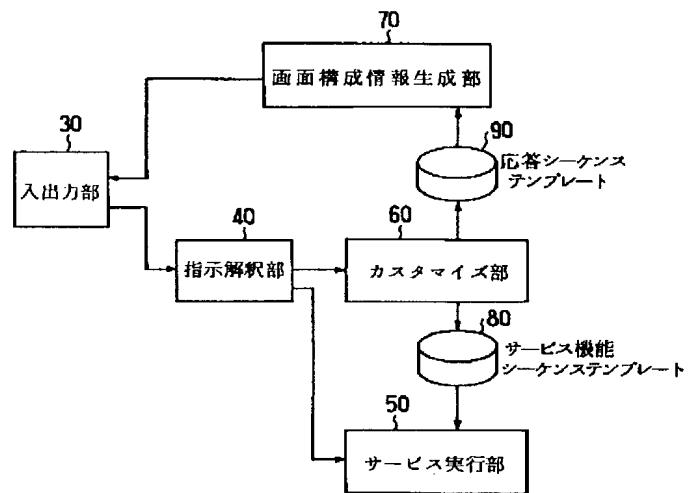 70
画面構成情報生成部
30
入出力部
90
応答シーケンス
テンプレート
40
指示解釈部
60
カスタマイズ部
80
サービス機能
シーケンステンプレート
50
サービス実行部